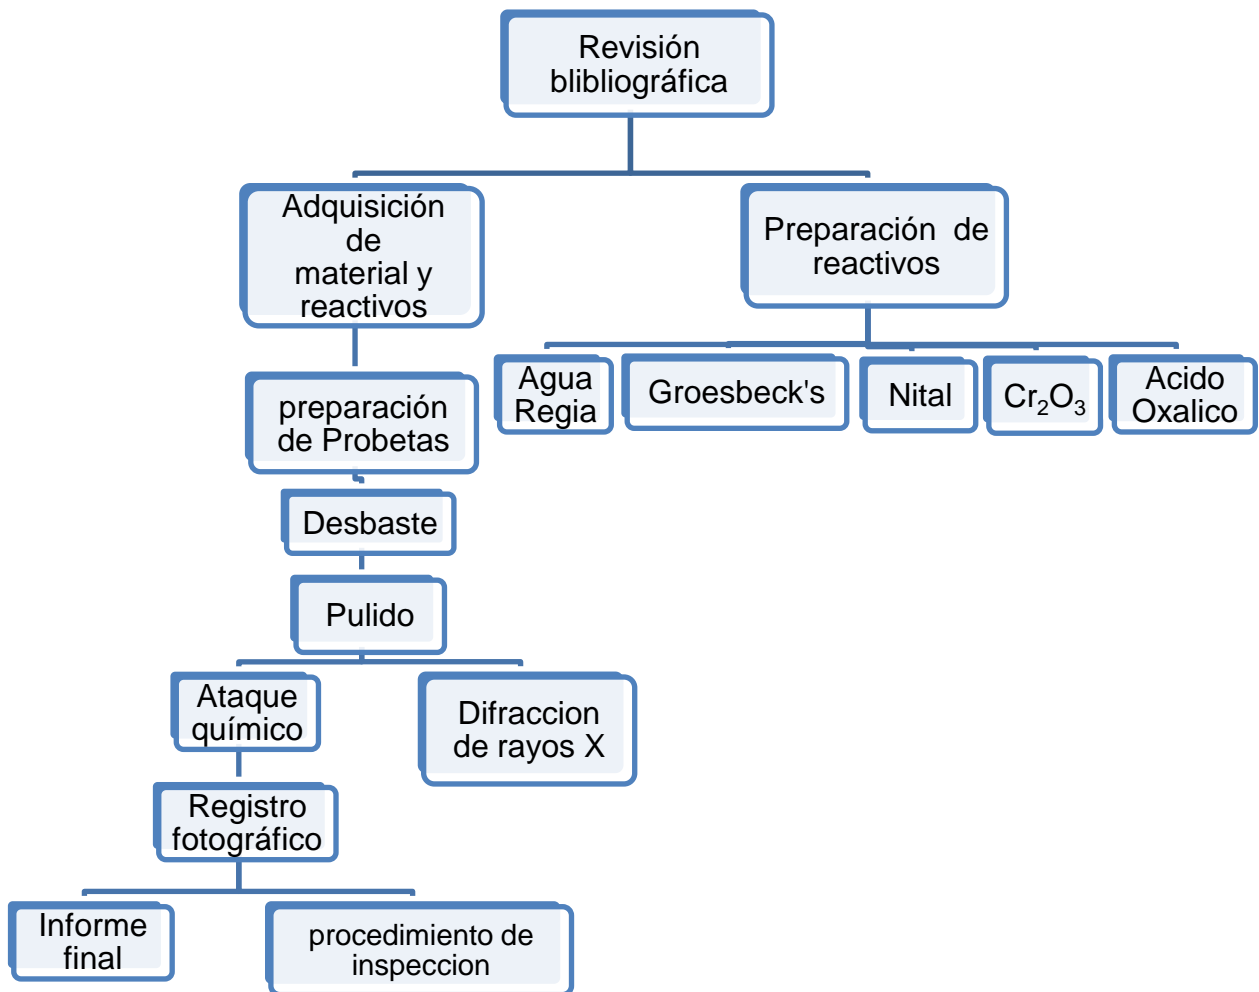 Revisión
blibliográfica
Adquisición
de
material y
reactivos
Preparación de
reactivos
Agua
Regia
Groesbeck's
Nital
Cr₂O₃
Acido
Oxalico
preparación
de Probetas
Desbaste
Pulido
Ataque
químico
Difraccion
de rayos X
Registro
fotográfico
Informe
final
procedimiento de
inspeccion